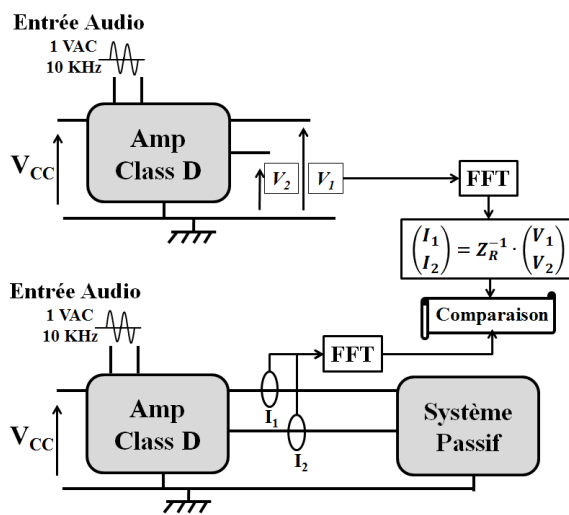 Entrée Audio
1 VAC
10 KHz
Amp
Class D
V_CC
V_2
V_1
FFT
(I_1 I_2) = Z_R^{-1} · (V_1 V_2)
Comparaison
Entrée Audio
1 VAC
10 KHz
FFT
Amp
Class D
V_CC
I_1
I_2
Système
Passif